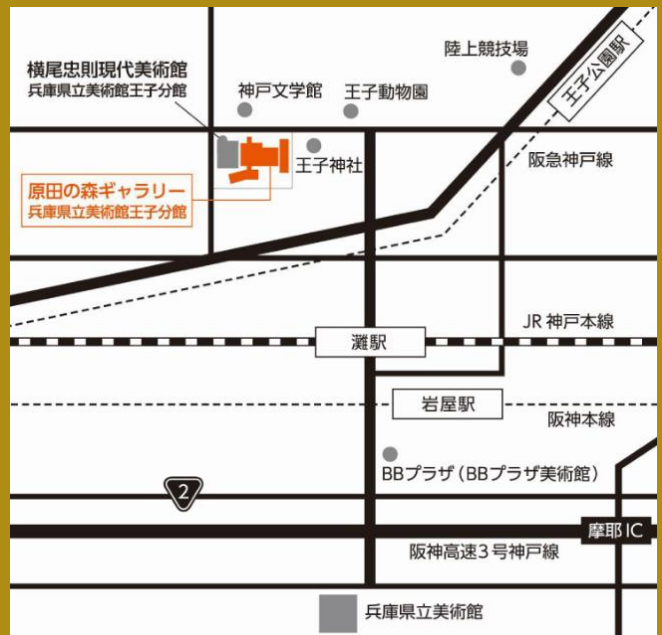 陸上競技場
王子公園駅
横尾忠則現代美術館
兵庫県立美術館王子分館
神戸文学館
王子動物園
阪急神戸線
王子神社
原田の森ギャラリー
兵庫県立美術館王子分館
JR 神戸本線
灘駅
岩屋駅
阪神本線
BBプラザ（BBプラザ美術館）
2
摩耶 IC
阪神高速3号神戸線
兵庫県立美術館